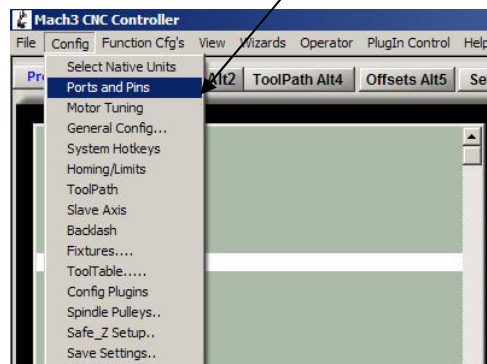 Mach3 CNC Controller
File Config Function Cfg's View Wizards Operator PlugIn Control Help
Alt2 ToolPath Alt4 Offsets Alt5
Select Native Units
Ports and Pins
Motor Tuning
General Config...
System Hotkeys
Homing/Limits
ToolPath
Slave Axis
Backlash
Fixtures....
ToolTable.....
Config Plugins
Spindle Pulleys..
Safe_Z Setup..
Save Settings..